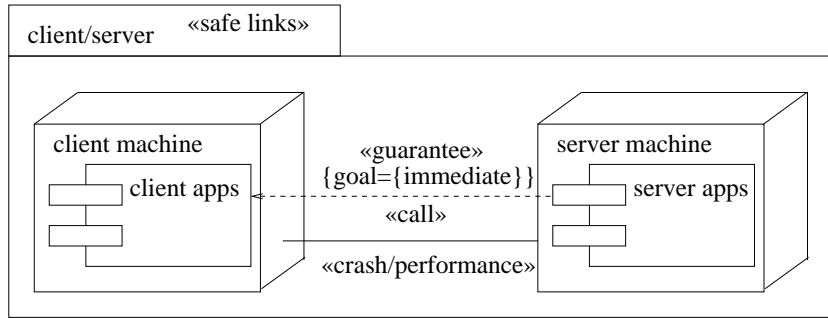 client/server «safe links»
client machine
client apps
«guarantee»
{goal={immediate}}
«call»
«crash/performance»
server machine
server apps